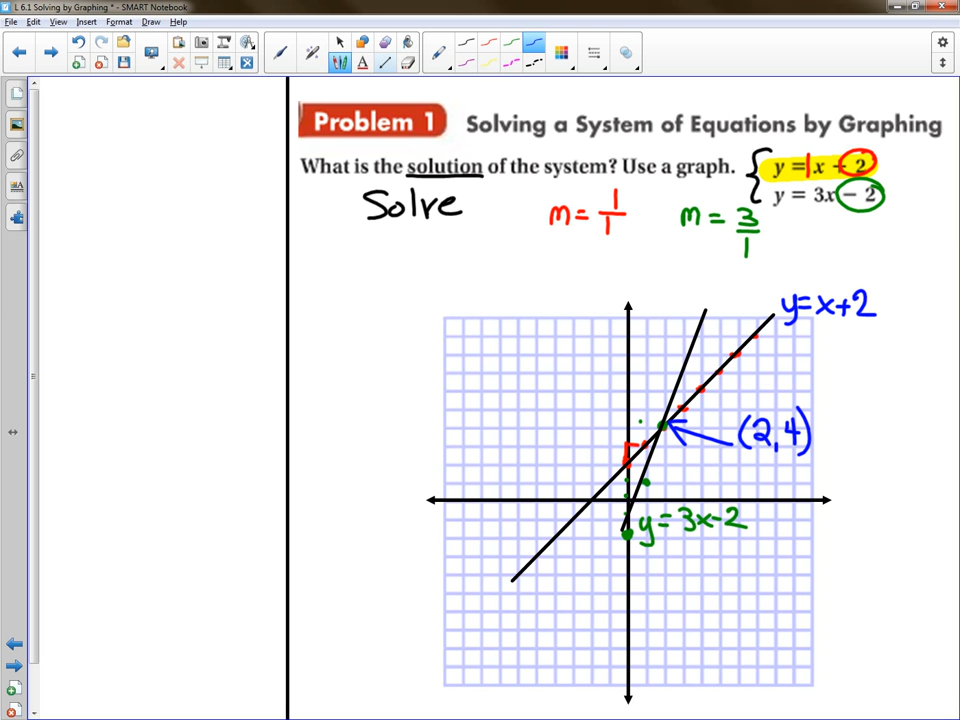 L 6.1 Solving by Graphing * - SMART Notebook
File Edit View Insert Format Draw Help
Problem 1 Solving a System of Equations by Graphing
What is the solution of the system? Use a graph.
y = 1x + 2
y = 3x - 2
Solve
m = 1/1
m = 3/1
y=x+2
(2,4)
y=3x-2